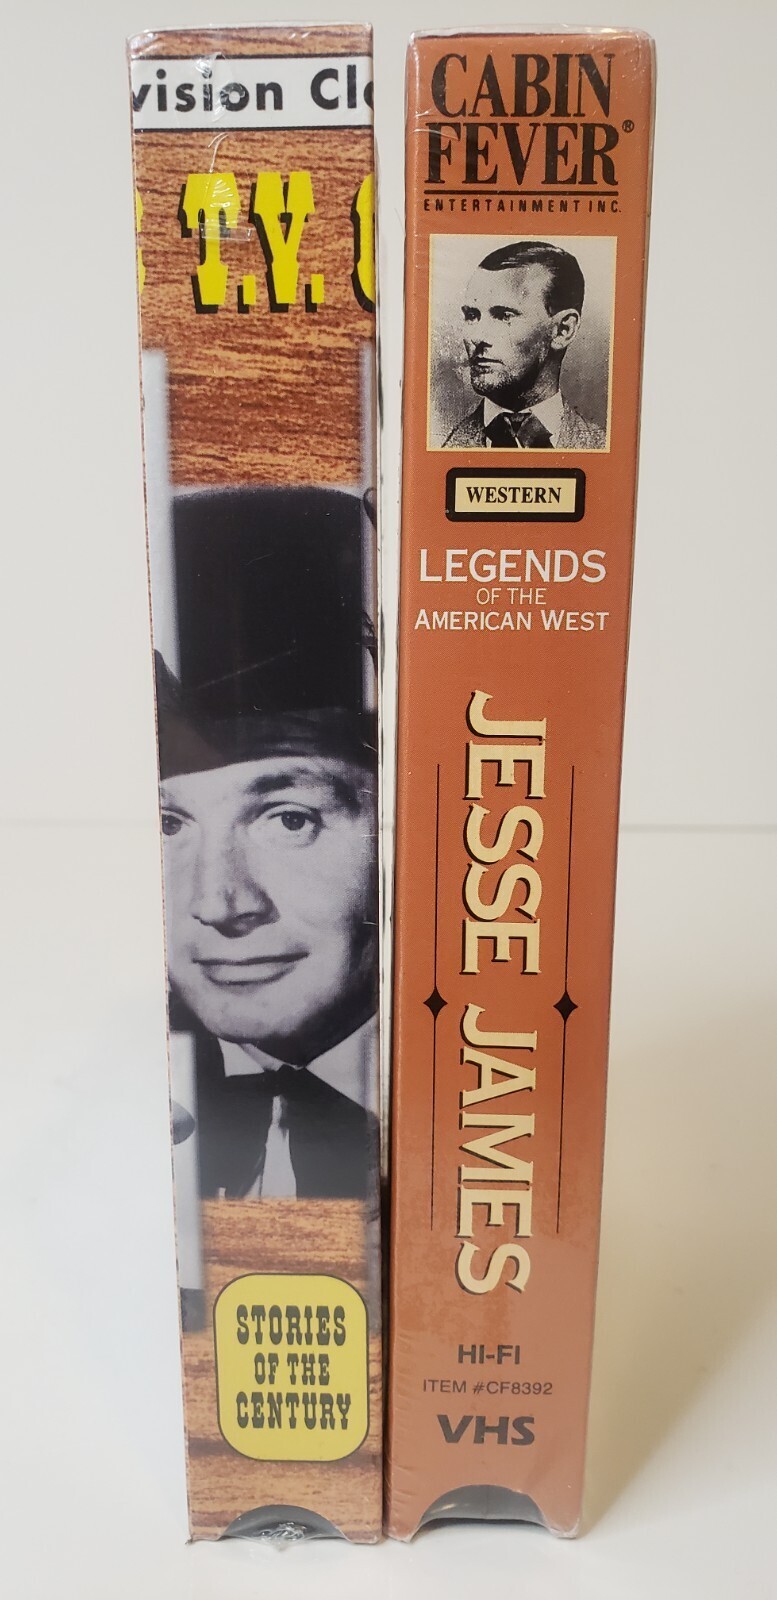 vision Cl
T.V.
STORIES
OF THE
CENTURY
CABIN
FEVER®
ENTERTAINMENT INC.
WESTERN
LEGENDS
OF THE
AMERICAN WEST
JESSE JAMES
HI-FI
ITEM #CF8392
VHS